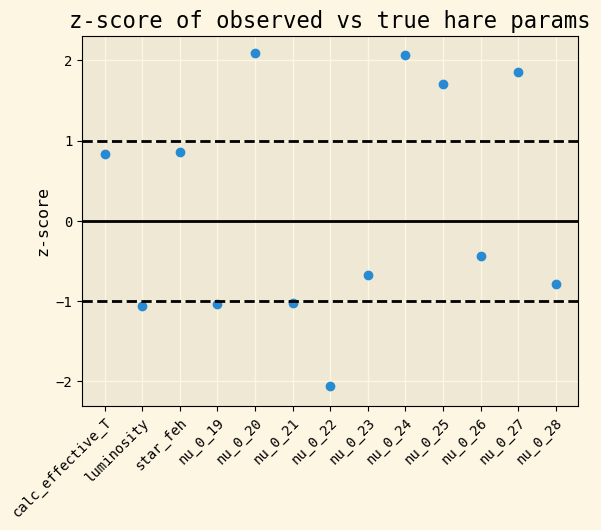 z-score of observed vs true hare params
z-score
2
1
0
−1
−2
calc_effective_T
luminosity
star_feh
nu_0_19
nu_0_20
nu_0_21
nu_0_22
nu_0_23
nu_0_24
nu_0_25
nu_0_26
nu_0_27
nu_0_28